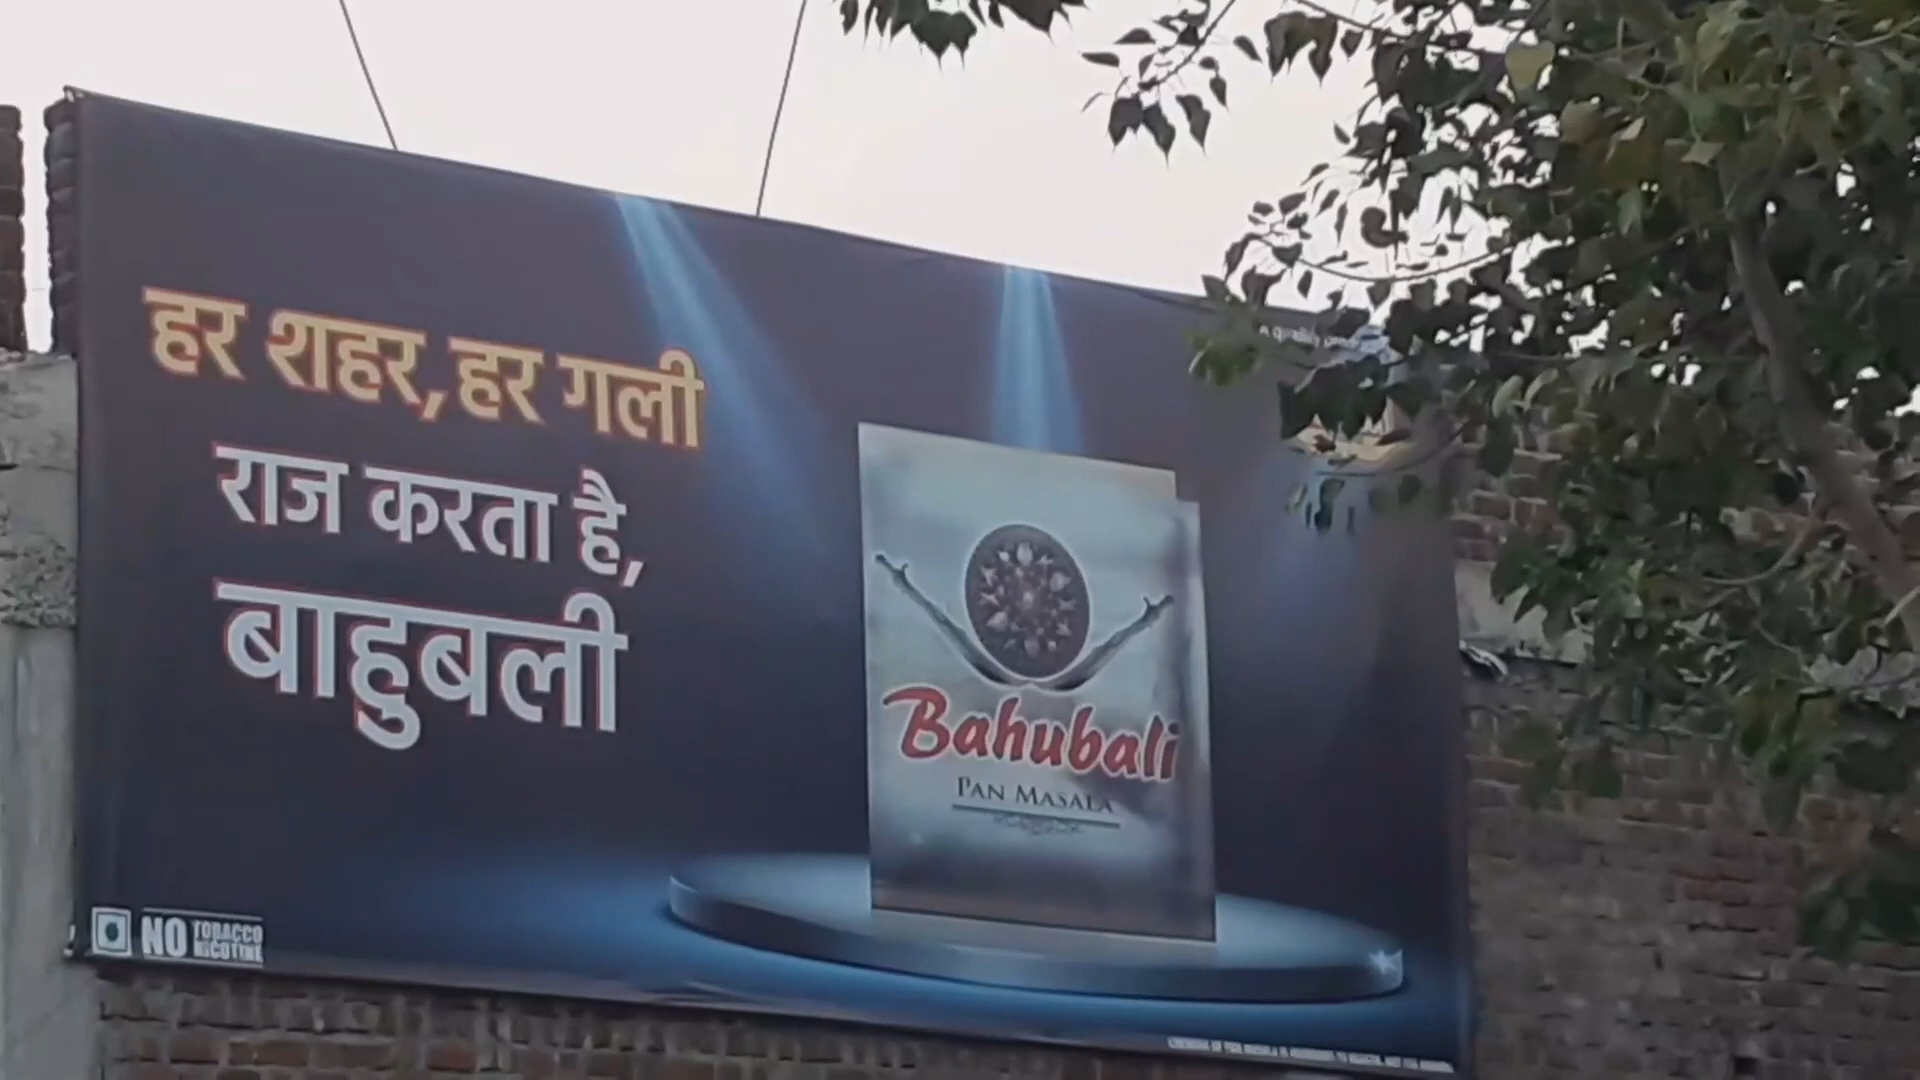 हर शहर, हर गली
राज करता है,
बाहुबली
Bahubali
PAN MASALA
NO TOBACCO
NICOTINE